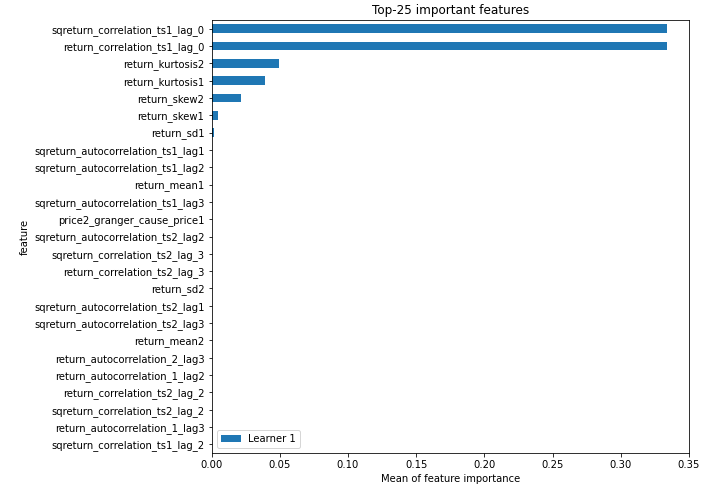 Top-25 important features
sqreturn_correlation_ts1_lag_0
return_correlation_ts1_lag_0
return_kurtosis2
return_kurtosis1
return_skew2
return_skew1
return_sd1
sqreturn_autocorrelation_ts1_lag1
sqreturn_autocorrelation_ts1_lag2
return_mean1
sqreturn_autocorrelation_ts1_lag3
price2_granger_cause_price1
sqreturn_autocorrelation_ts2_lag2
sqreturn_correlation_ts2_lag_3
return_correlation_ts2_lag_3
return_sd2
sqreturn_autocorrelation_ts2_lag1
sqreturn_autocorrelation_ts2_lag3
return_mean2
return_autocorrelation_2_lag3
return_autocorrelation_1_lag2
return_correlation_ts2_lag_2
sqreturn_correlation_ts2_lag_2
return_autocorrelation_1_lag3
sqreturn_correlation_ts1_lag_2
feature
Learner 1
0.00 0.05 0.10 0.15 0.20 0.25 0.30 0.35
Mean of feature importance